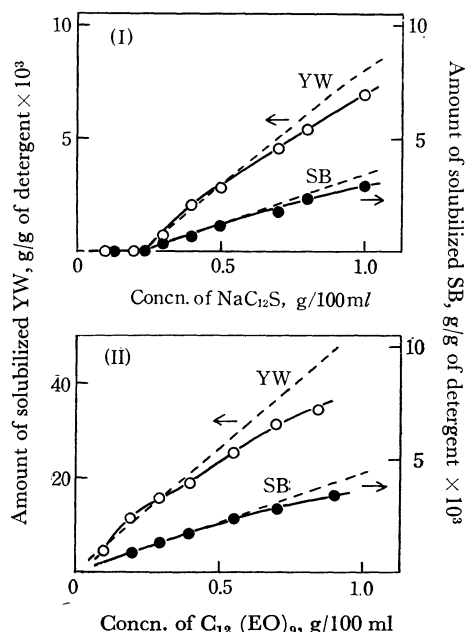 (I)
10
5
0
YW
SB
10
5
0
0.5
1.0
Concn. of NaC₁₂S, g/100ml
Amount of solubilized YW, g/g of detergent × 10³
Amount of solubilized SB, g/g of detergent × 10³
(II)
40
20
YW
SB
10
5
0
0.5
1.0
Concn. of C₁₂ (EO)₉, g/100 ml